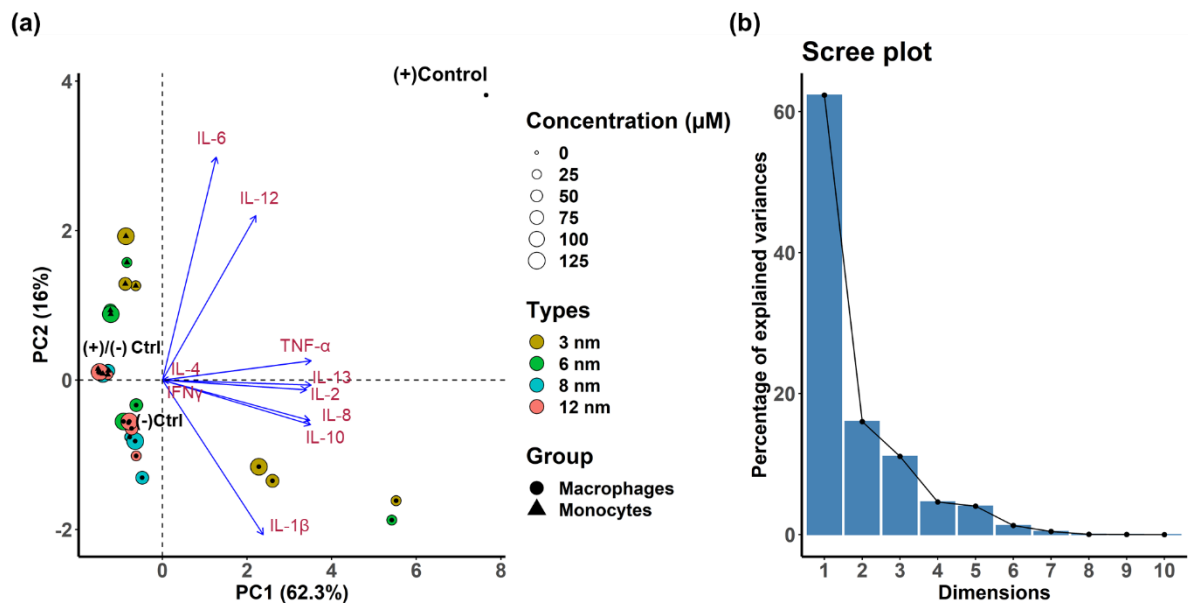 (a)
(+)Control
4
2
0
-2
PC2 (16%)
IL-6
IL-12
TNF-α
IL-4
IL-13
IFNγ
IL-2
IL-8
IL-10
IL-1β
(+)/(-) Ctrl
(-)Ctrl
0
2
4
6
8
PC1 (62.3%)
Concentration (µM)
0
25
50
75
100
125
Types
3 nm
6 nm
8 nm
12 nm
Group
Macrophages
Monocytes
(b)
Scree plot
Percentage of explained variances
60
40
20
0
1 2 3 4 5 6 7 8 9 10
Dimensions